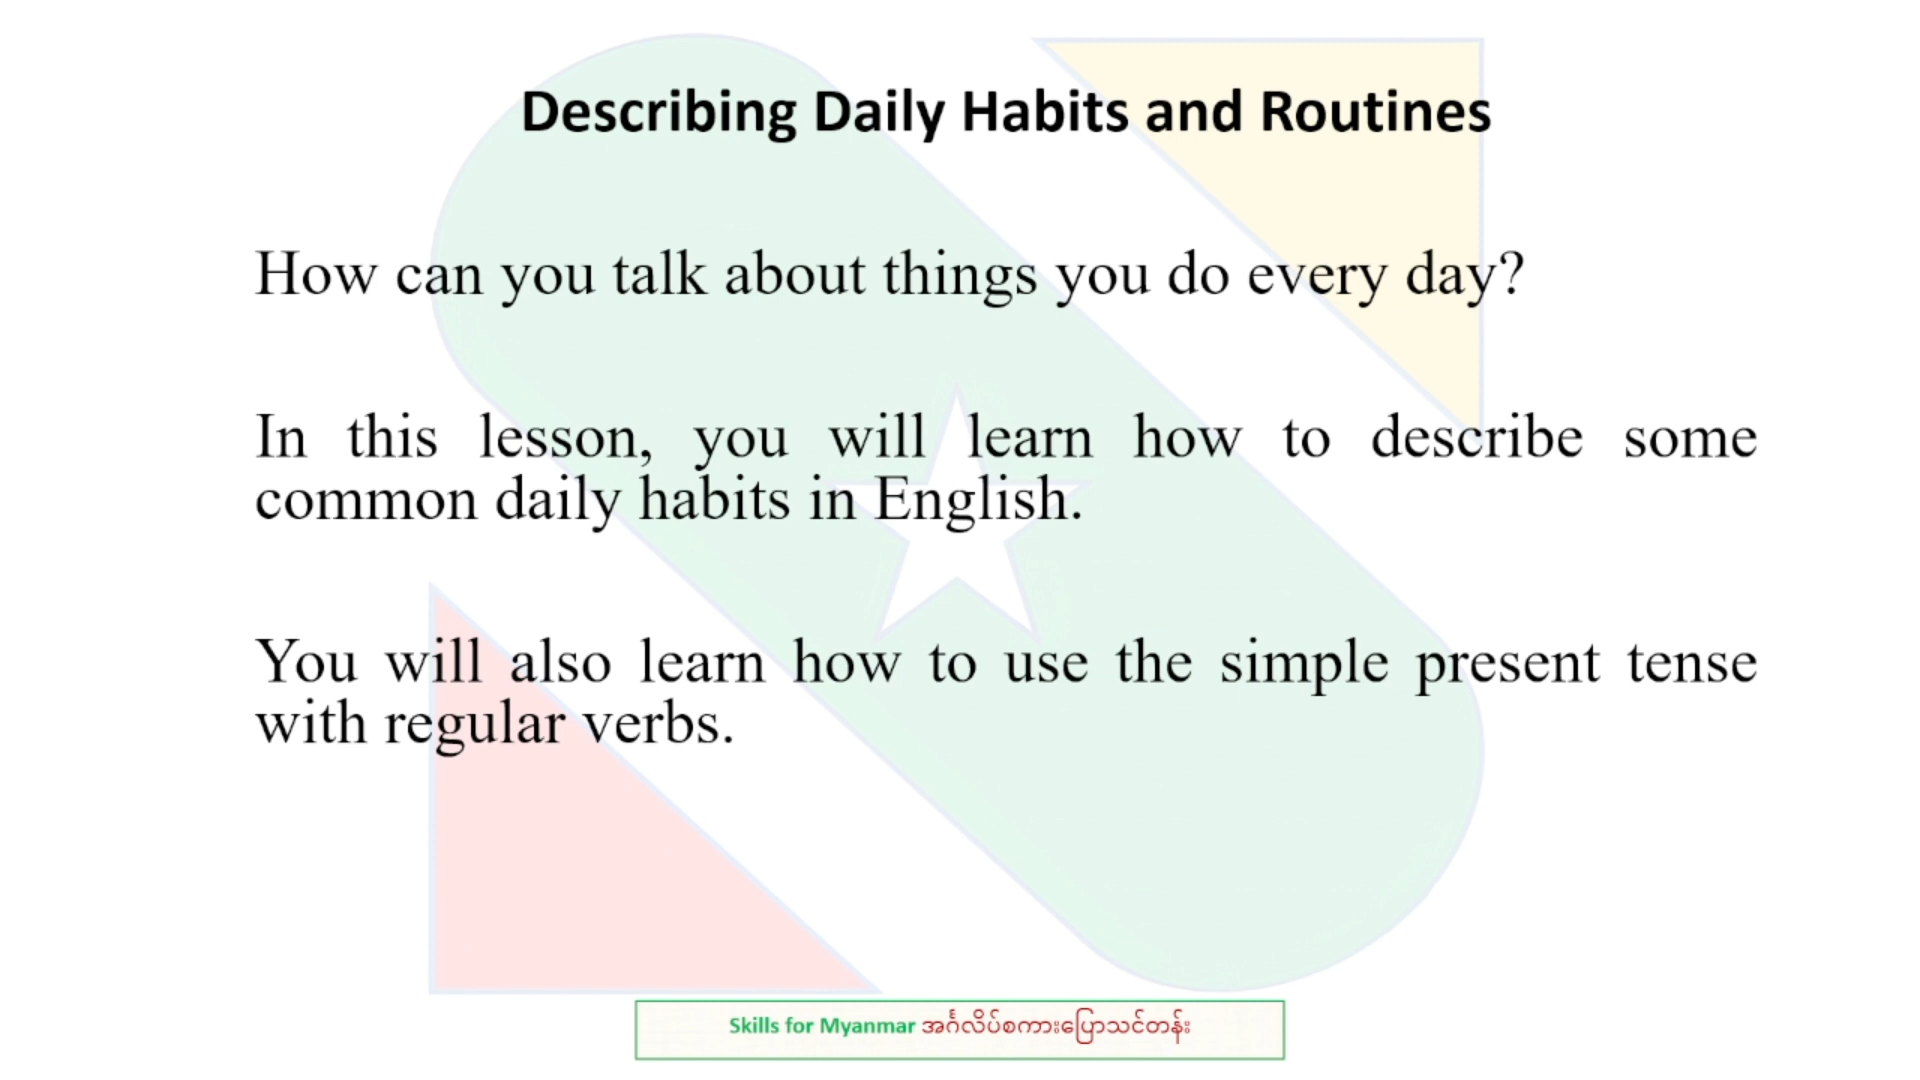 Describing Daily Habits and Routines
How can you talk about things you do every day?
In this lesson, you will learn how to describe some
common daily habits in English.
You will also learn how to use the simple present tense
with regular verbs.
Skills for Myanmar အင်္ဂလိပ်စကားပြောသင်တန်း